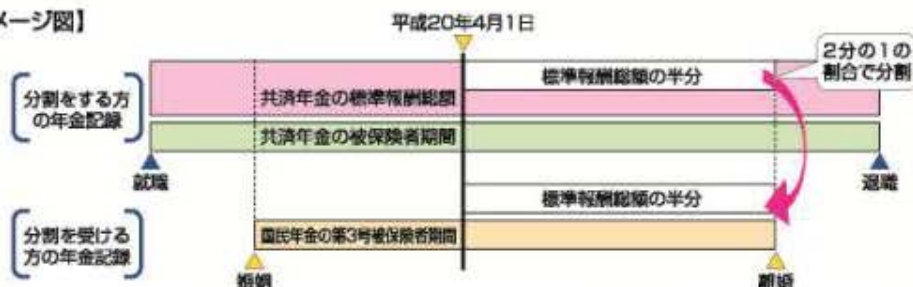 メージ図】
平成20年4月1日
2分の1の
割合で分割
標準報酬総額の半分
分割をする方
の年金記録
共済年金の標準報酬総額
共済年金の被保険者期間
就職
退職
標準報酬総額の半分
分割を受ける
方の年金記録
国民年金の第3号被保険者期間
婚姻
離婚